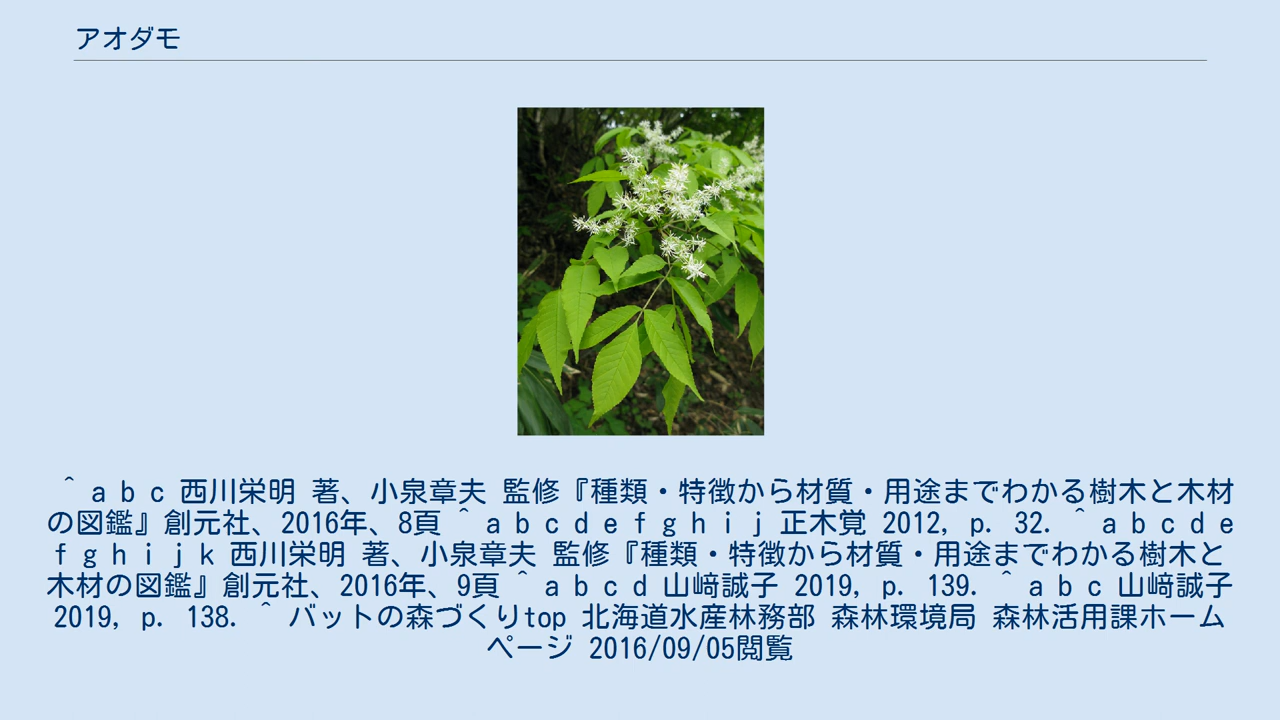 アオダモ
^ a b c 西川栄明 著、小泉章夫 監修『種類・特徴から材質・用途までわかる樹木と木材
の図鑑』創元社、2016年、8頁 ^ a b c d e f g h i j 正木覚 2012, p. 32. ^ a b c d e
f g h i j k 西川栄明 著、小泉章夫 監修『種類・特徴から材質・用途までわかる樹木と
木材の図鑑』創元社、2016年、9頁 ^ a b c d 山﨑誠子 2019, p. 139. ^ a b c 山﨑誠子
2019, p. 138. ^ バットの森づくりtop 北海道水産林務部 森林環境局 森林活用課ホーム
ページ 2016/09/05閲覧